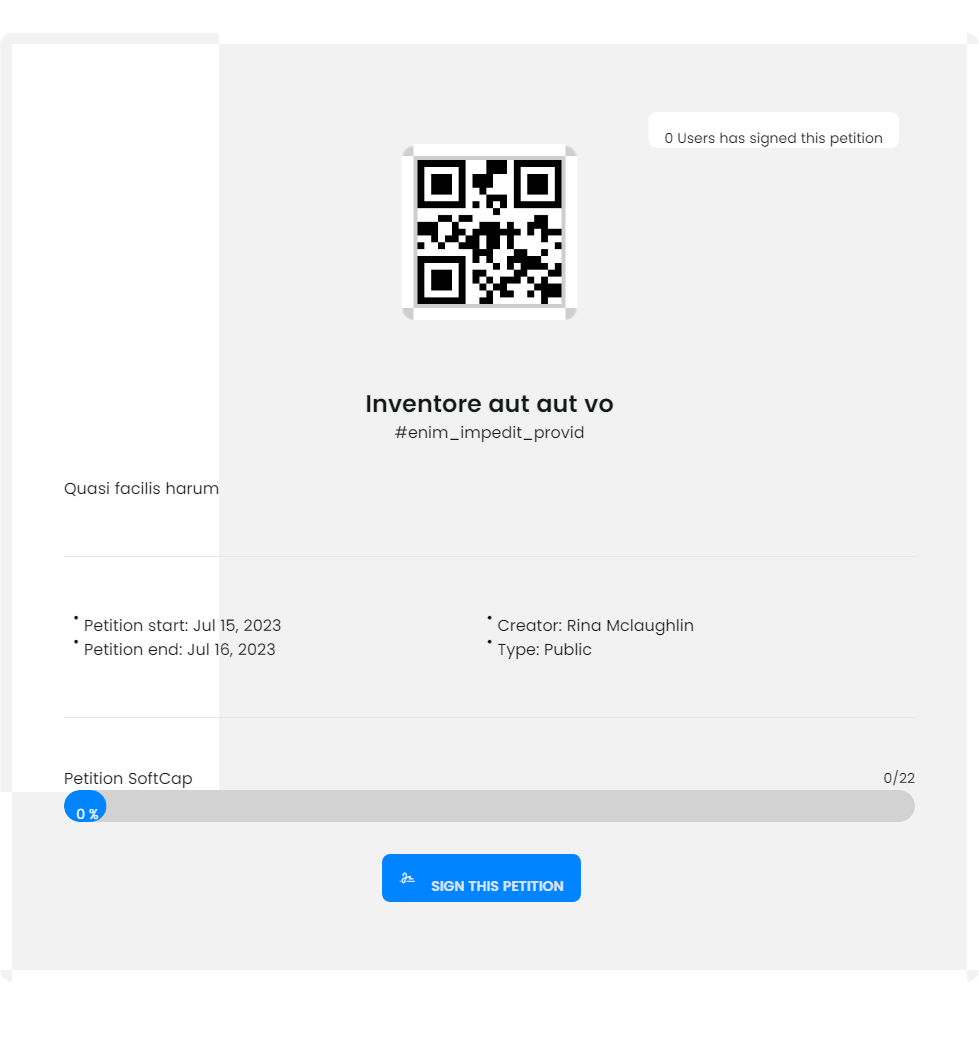 0 Users has signed this petition
Inventore aut aut vo
#enim_impedit_provid
Quasi facilis harum
Petition start: Jul 15, 2023
Creator: Rina Mclaughlin
Petition end: Jul 16, 2023
Type: Public
Petition SoftCap
0/22
0 %
SIGN THIS PETITION